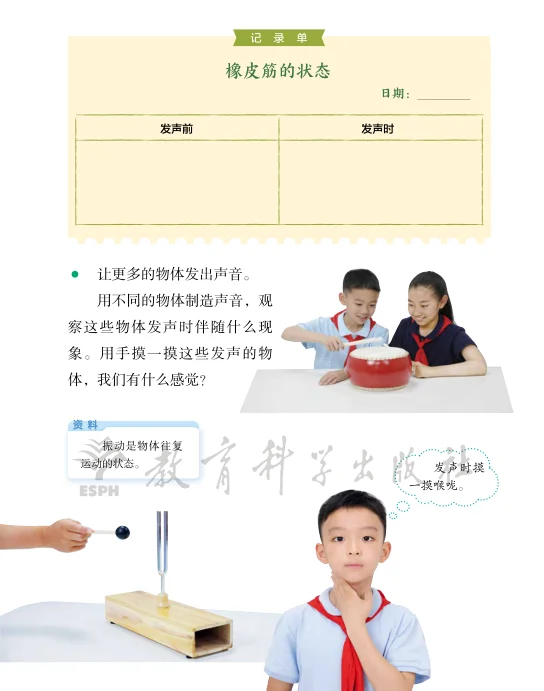 记 录 单
橡皮筋的状态
日期：
发声前 发声时
让更多的物体发出声音。
用不同的物体制造声音，观
察这些物体发声时伴随什么现
象。用手摸一摸这些发声的物
体，我们有什么感觉？
资 料
振动是物体往复
运动的状态。
ESPH 教育科学出版社
发声时摸
一摸喉咙。